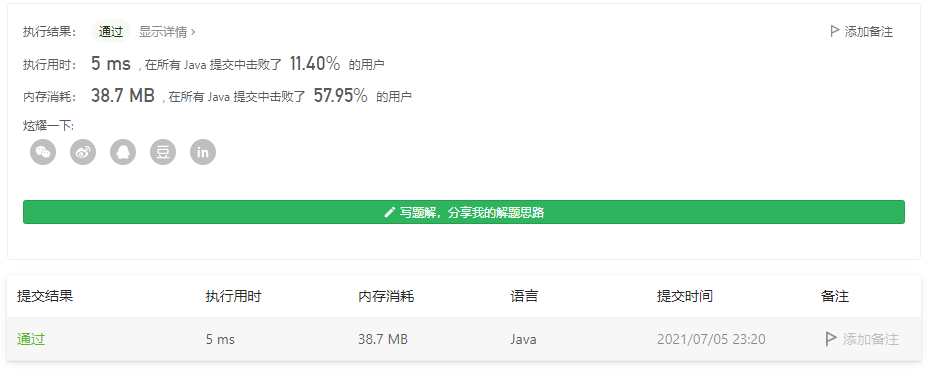 执行结果： 通过 显示详情 › 添加备注
执行用时： 5 ms , 在所有 Java 提交中击败了 11.40% 的用户
内存消耗： 38.7 MB , 在所有 Java 提交中击败了 57.95% 的用户
炫耀一下:
豆 in
写题解，分享我的解题思路
提交结果 执行用时 内存消耗 语言 提交时间 备注
通过 5 ms 38.7 MB Java 2021/07/05 23:20 添加备注